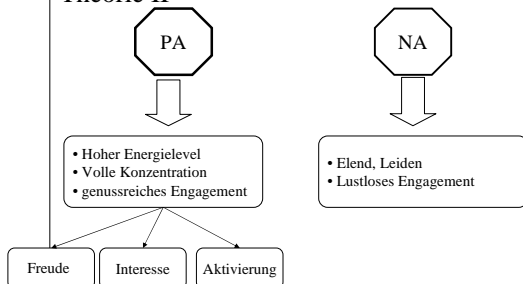 Theorie II
PA
NA
• Hoher Energielevel
• Volle Konzentration
• genussreiches Engagement
• Elend, Leiden
• Lustloses Engagement
Freude
Interesse
Aktivierung